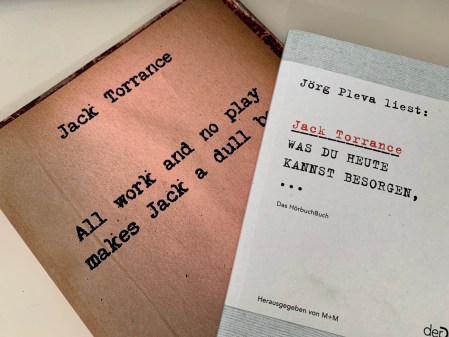 Jack Torrance
All work and no play
makes Jack a dull
Jörg Pleva liest:
Jack Torrance
WAS DU HEUTE
KANNST BESORGEN,
...
Das HörbuchBuch
Herausgegeben von M+M